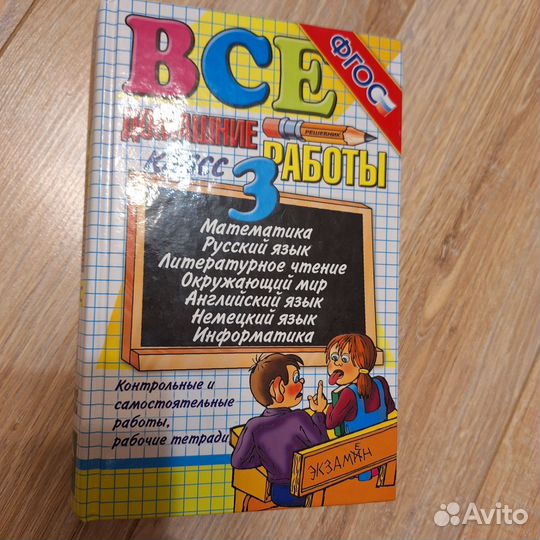 ВСЕ
ФГОС
ДОМАШНИЕ
РЕШЕБНИК
РАБОТЫ
КЛАСС
3
Математика
Русский язык
Литературное чтение
Окружающий мир
Английский язык
Немецкий язык
Информатика
Контрольные и
самостоятельные
работы,
рабочие тетради
ЭКЗАМЕН
Avito